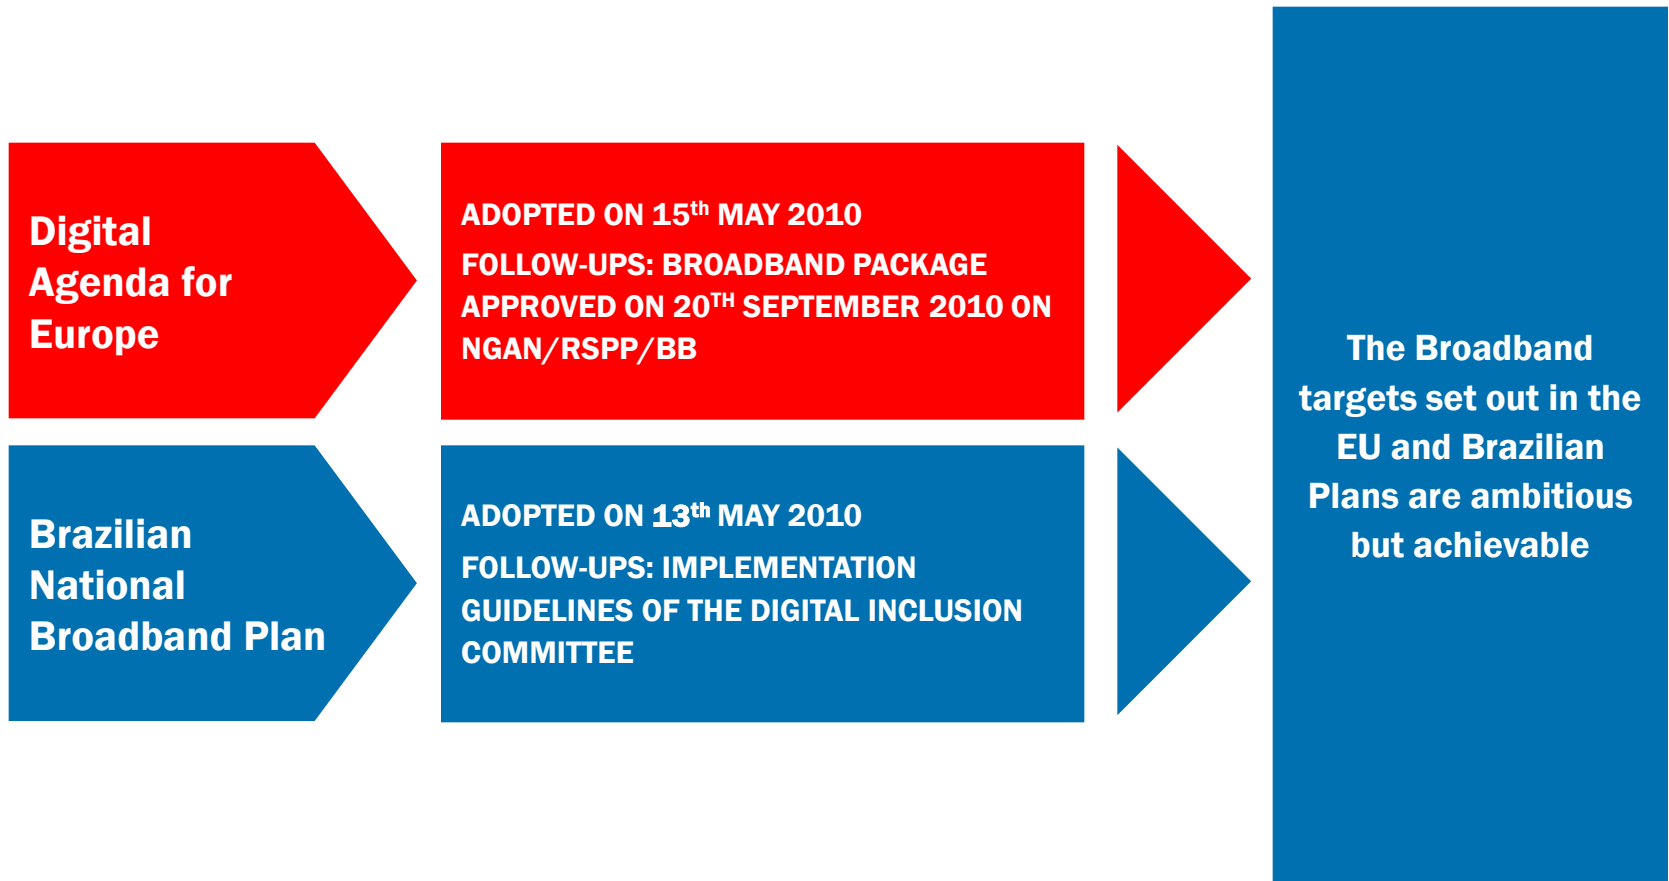 Digital
Agenda for
Europe
ADOPTED ON 15th MAY 2010
FOLLOW-UPS: BROADBAND PACKAGE
APPROVED ON 20TH SEPTEMBER 2010 ON
NGAN/RSPP/BB
Brazilian
National
Broadband Plan
ADOPTED ON 13th MAY 2010
FOLLOW-UPS: IMPLEMENTATION
GUIDELINES OF THE DIGITAL INCLUSION
COMMITTEE
The Broadband
targets set out in the
EU and Brazilian
Plans are ambitious
but achievable